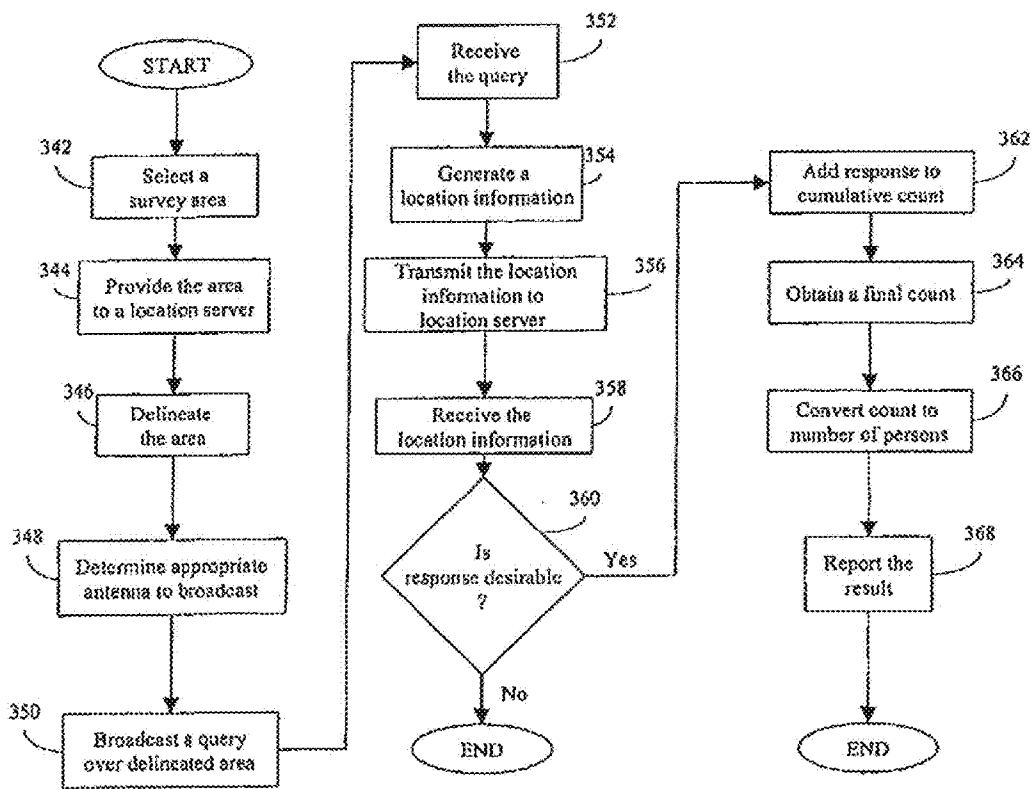 START
342
Select a
survey area
344
Provide the area
to a location server
346
Delineate
the area
348
Determine appropriate
antenna to broadcast
350
Broadcast a query
over delineated area
352
Receive
the query
354
Generate a
location information
356
Transmit the location
information to
location server
358
Receive the
location information
360
Is
response desirable
?
Yes
No
END
362
Add response to
cumulative count
364
Obtain a final count
366
Convert count to
number of persons
368
Report the
result
END